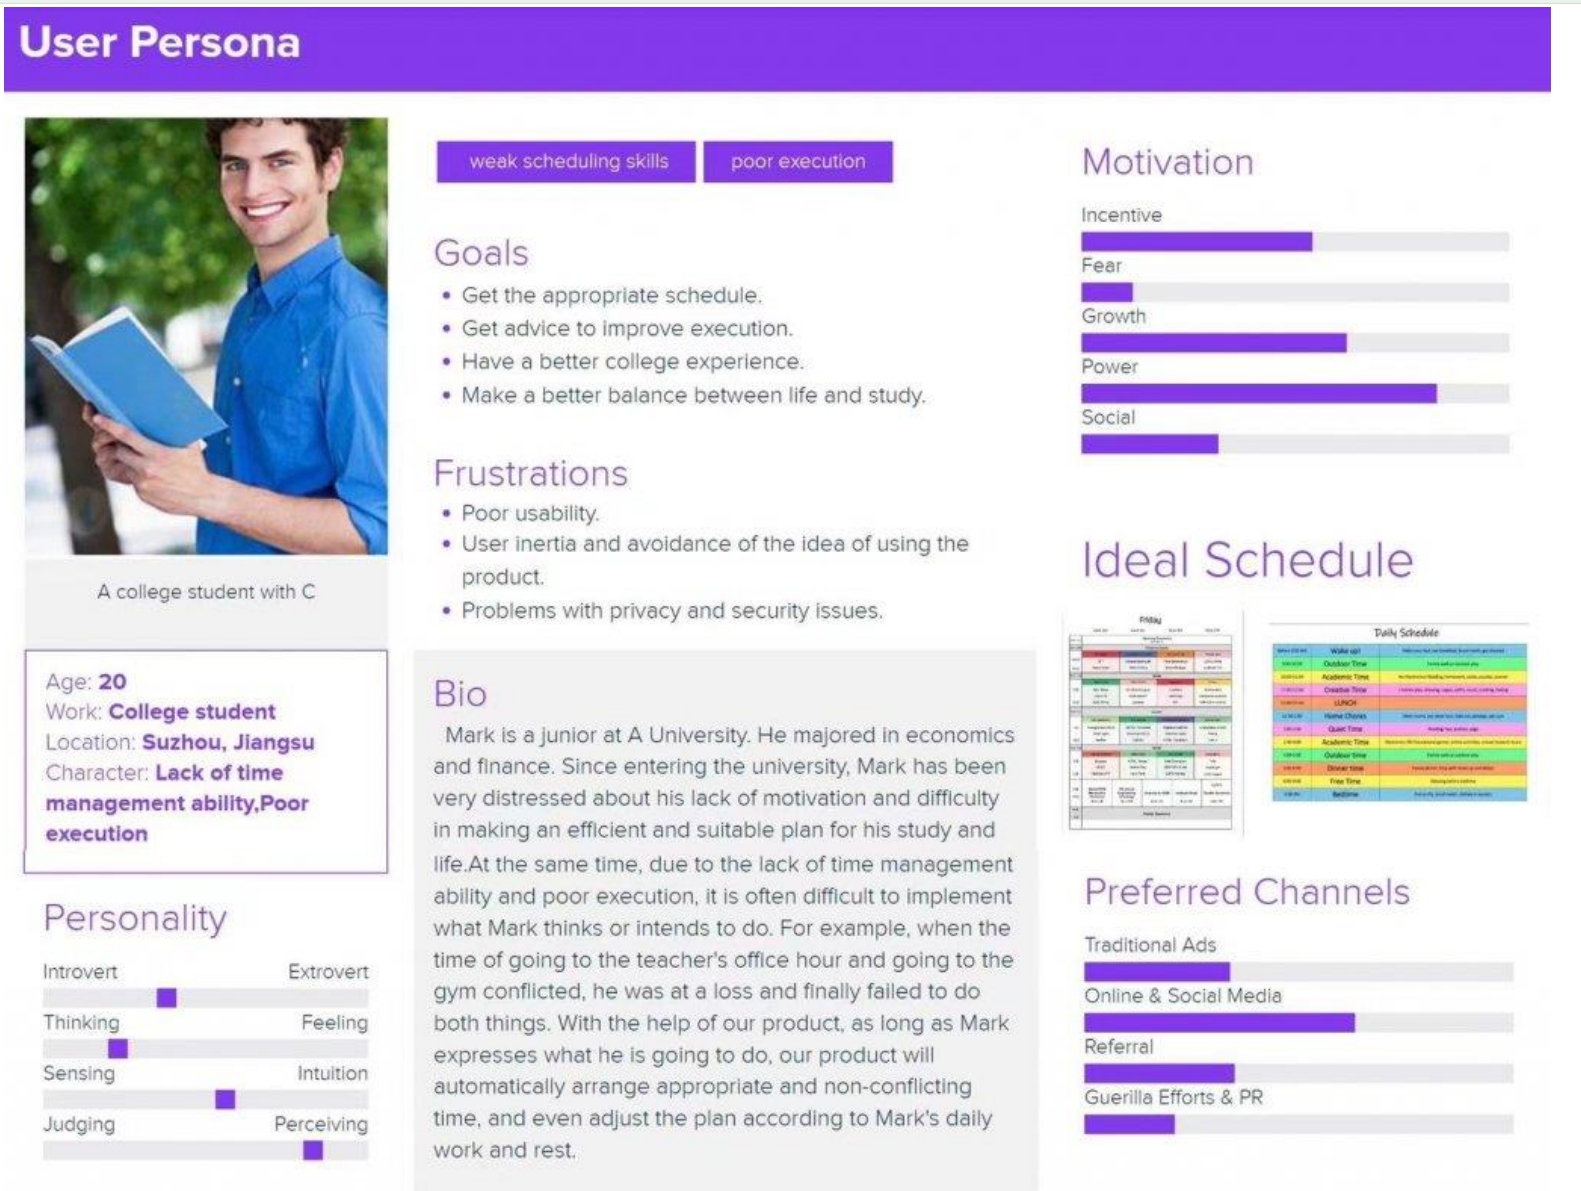 User Persona
A college student with C
Age: 20
Work: College student
Location: Suzhou, Jiangsu
Character: Lack of time
management ability,Poor
execution
Personality
Introvert Extrovert
Thinking Feeling
Sensing Intuition
Judging Perceiving
weak scheduling skills poor execution
Goals
• Get the appropriate schedule.
• Get advice to improve execution.
• Have a better college experience.
• Make a better balance between life and study.
Frustrations
• Poor usability.
• User inertia and avoidance of the idea of using the
product.
• Problems with privacy and security issues.
Bio
Mark is a junior at A University. He majored in economics
and finance. Since entering the university, Mark has been
very distressed about his lack of motivation and difficulty
in making an efficient and suitable plan for his study and
life.At the same time, due to the lack of time management
ability and poor execution, it is often difficult to implement
what Mark thinks or intends to do. For example, when the
time of going to the teacher's office hour and going to the
gym conflicted, he was at a loss and finally failed to do
both things. With the help of our product, as long as Mark
expresses what he is going to do, our product will
automatically arrange appropriate and non-conflicting
time, and even adjust the plan according to Mark's daily
work and rest.
Motivation
Incentive
Fear
Growth
Power
Social
Ideal Schedule
Friday
Daily Schedule
Wake up!
Outdoor Time
Academic Time
Creative Time
LUNCH
Home Chores
Quiet Time
Academic Time
Outdoor Time
Dinner time
Free Time
Bedtime
Preferred Channels
Traditional Ads
Online & Social Media
Referral
Guerilla Efforts & PR